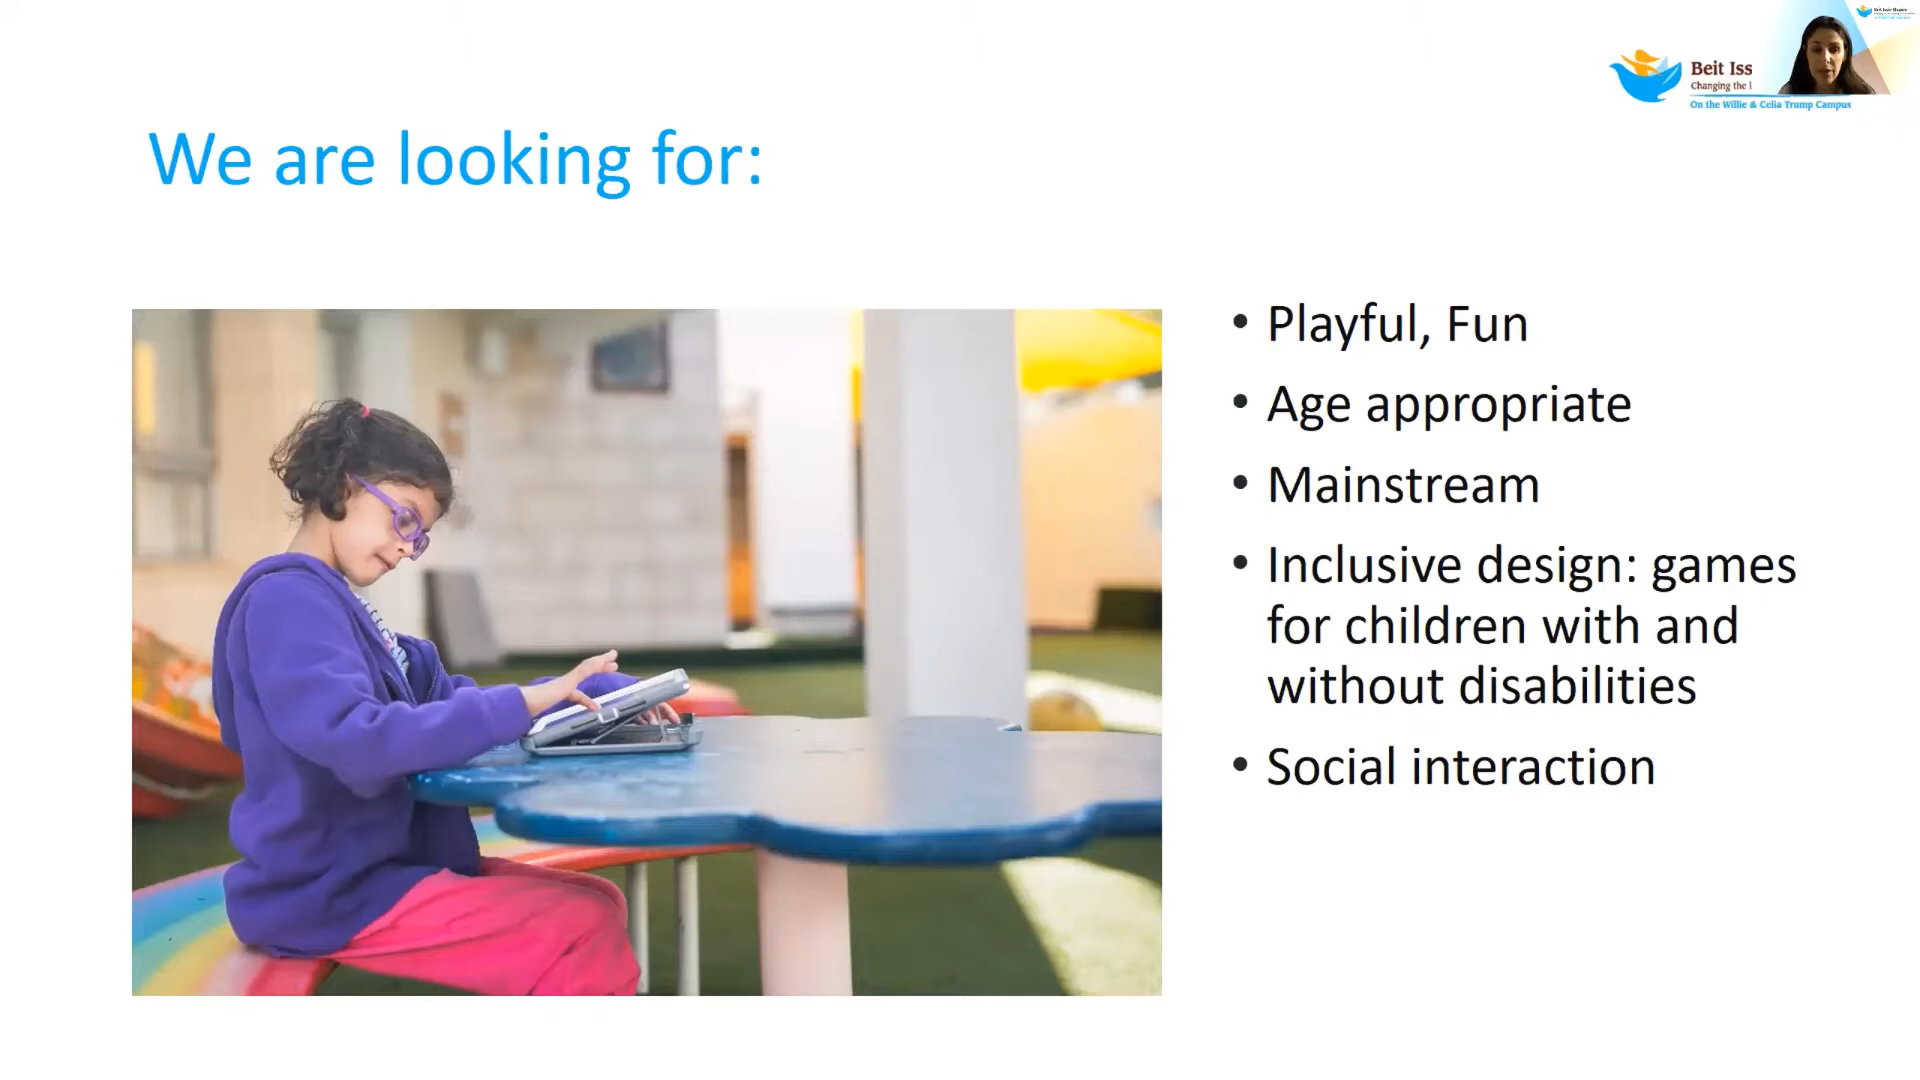 Beit Iss
Changing the l
On the Willie & Celia Trump Campus
We are looking for:
• Playful, Fun
• Age appropriate
• Mainstream
• Inclusive design: games
for children with and
without disabilities
• Social interaction